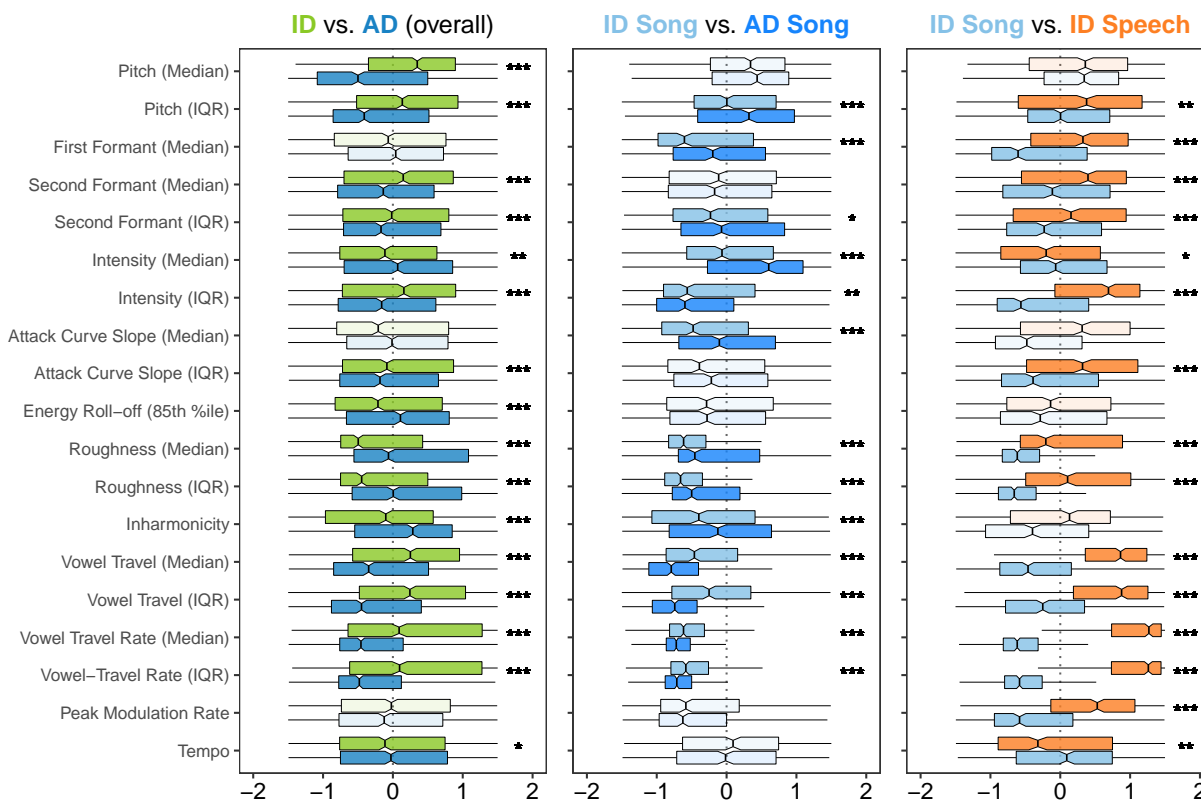 ID vs. AD (overall)
ID Song vs. AD Song
ID Song vs. ID Speech
Pitch (Median) ***
Pitch (IQR) *** *** **
First Formant (Median) *** ***
Second Formant (Median) *** ***
Second Formant (IQR) *** * ***
Intensity (Median) ** *** *
Intensity (IQR) *** ** ***
Attack Curve Slope (Median) ***
Attack Curve Slope (IQR) *** ***
Energy Roll−off (85th %ile) ***
Roughness (Median) *** *** ***
Roughness (IQR) *** *** ***
Inharmonicity *** ***
Vowel Travel (Median) *** *** ***
Vowel Travel (IQR) *** *** ***
Vowel Travel Rate (Median) *** *** ***
Vowel−Travel Rate (IQR) *** *** ***
Peak Modulation Rate ***
Tempo * **
−2 −1 0 1 2
−2 −1 0 1 2
−2 −1 0 1 2